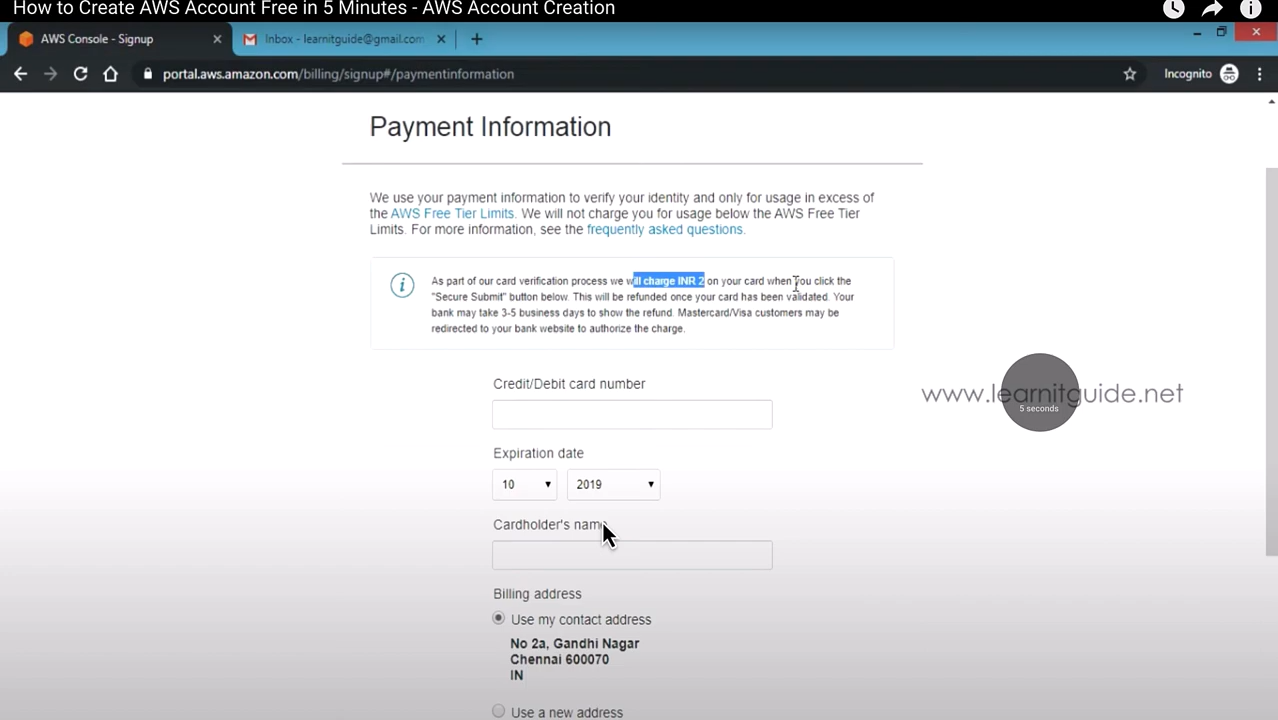 How to Create AWS Account Free in 5 Minutes - AWS Account Creation
AWS Console - Signup
Inbox - learnitguide@gmail.com
portal.aws.amazon.com/billing/signup#/paymentinformation
Incognito
Payment Information
We use your payment information to verify your identity and only for usage in excess of
the AWS Free Tier Limits. We will not charge you for usage below the AWS Free Tier
Limits. For more information, see the frequently asked questions.
As part of our card verification process we will charge INR 2 on your card when you click the
"Secure Submit" button below. This will be refunded once your card has been validated. Your
bank may take 3-5 business days to show the refund. Mastercard/Visa customers may be
redirected to your bank website to authorize the charge.
Credit/Debit card number
www.learnitguide.net
5 seconds
Expiration date
10 2019
Cardholder's name
Billing address
Use my contact address
No 2a, Gandhi Nagar
Chennai 600070
IN
Use a new address